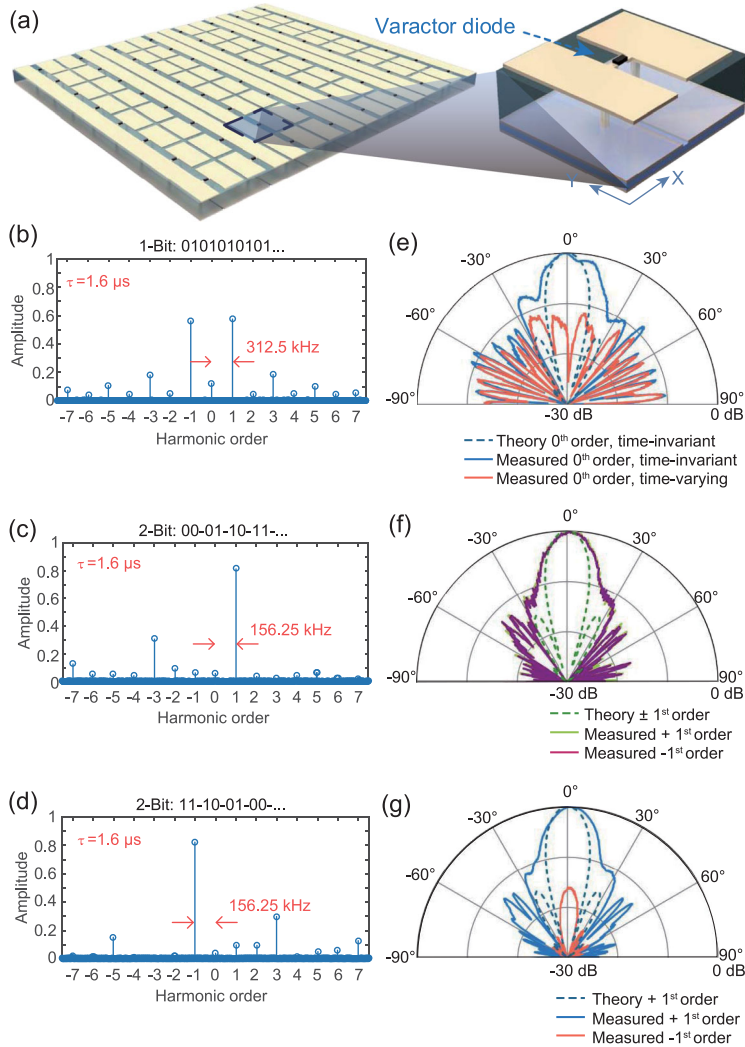 (a)
Varactor diode
Y
X
(b)
1-Bit: 0101010101...
τ=1.6 μs
1
0.8
0.6
0.4
0.2
0
Amplitude
312.5 kHz
-7 -6 -5 -4 -3 -2 -1 0 1 2 3 4 5 6 7
Harmonic order
(e)
0°
-30°
30°
-60°
60°
-90°
-30 dB
0 dB
90°
Theory 0th order, time-invariant
Measured 0th order, time-invariant
Measured 0th order, time-varying
(c)
2-Bit: 00-01-10-11-...
τ=1.6 μs
1
0.8
0.6
0.4
0.2
0
Amplitude
156.25 kHz
-7 -6 -5 -4 -3 -2 -1 0 1 2 3 4 5 6 7
Harmonic order
(f)
0°
-30°
30°
-60°
60°
-90°
-30 dB
0 dB
90°
Theory ± 1st order
Measured + 1st order
Measured -1st order
(d)
2-Bit: 11-10-01-00-...
τ=1.6 μs
1
0.8
0.6
0.4
0.2
0
Amplitude
156.25 kHz
-7 -6 -5 -4 -3 -2 -1 0 1 2 3 4 5 6 7
Harmonic order
(g)
0°
-30°
30°
-60°
60°
-90°
-30 dB
0 dB
90°
Theory + 1st order
Measured + 1st order
Measured -1st order